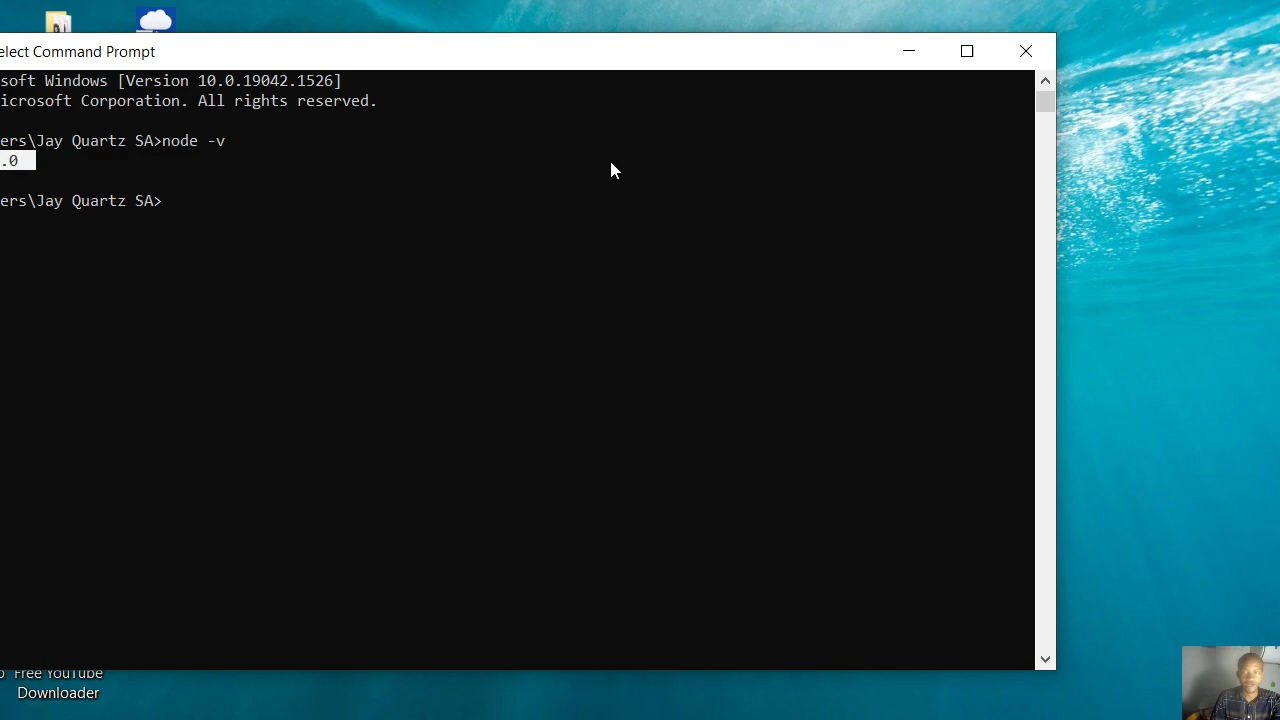 elect Command Prompt
soft Windows [Version 10.0.19042.1526]
icrosoft Corporation. All rights reserved.
ers\Jay Quartz SA>node -v
.0
ers\Jay Quartz SA>
Free YouTube
Downloader